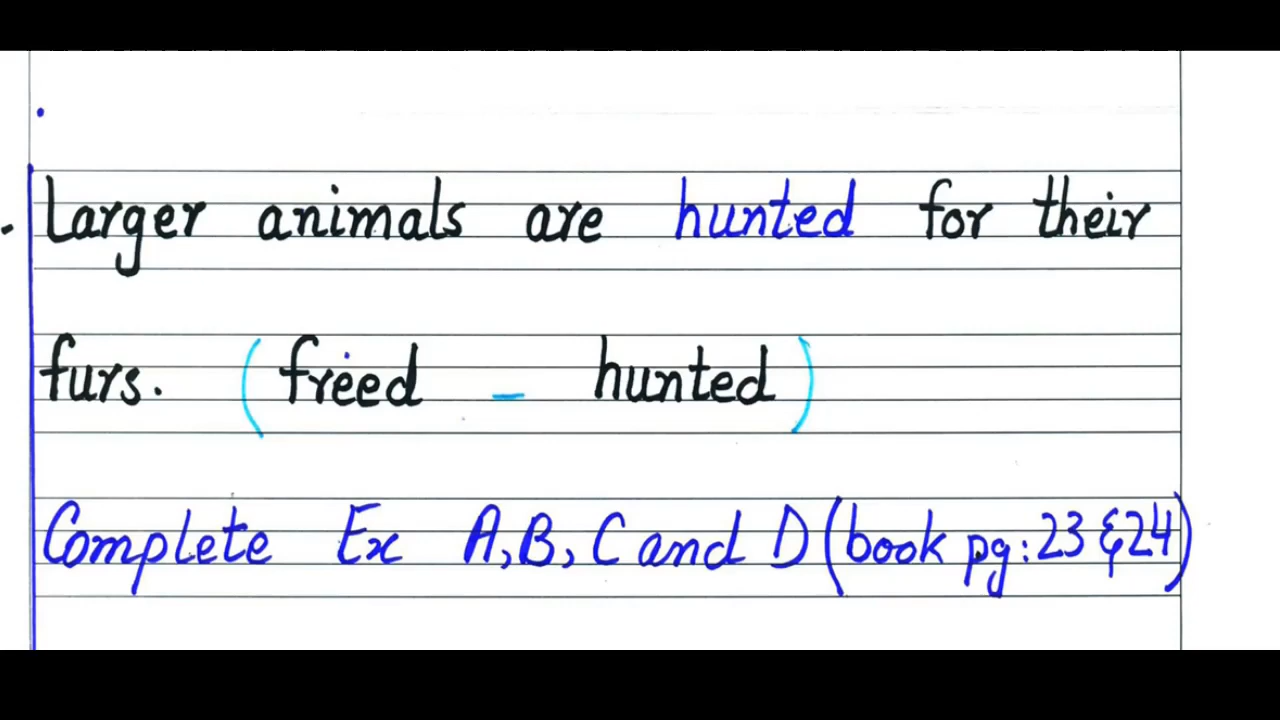 Larger animals are hunted for their
furs. (freed - hunted)
Complete Ex A, B, C and D (book pg: 23 & 24)